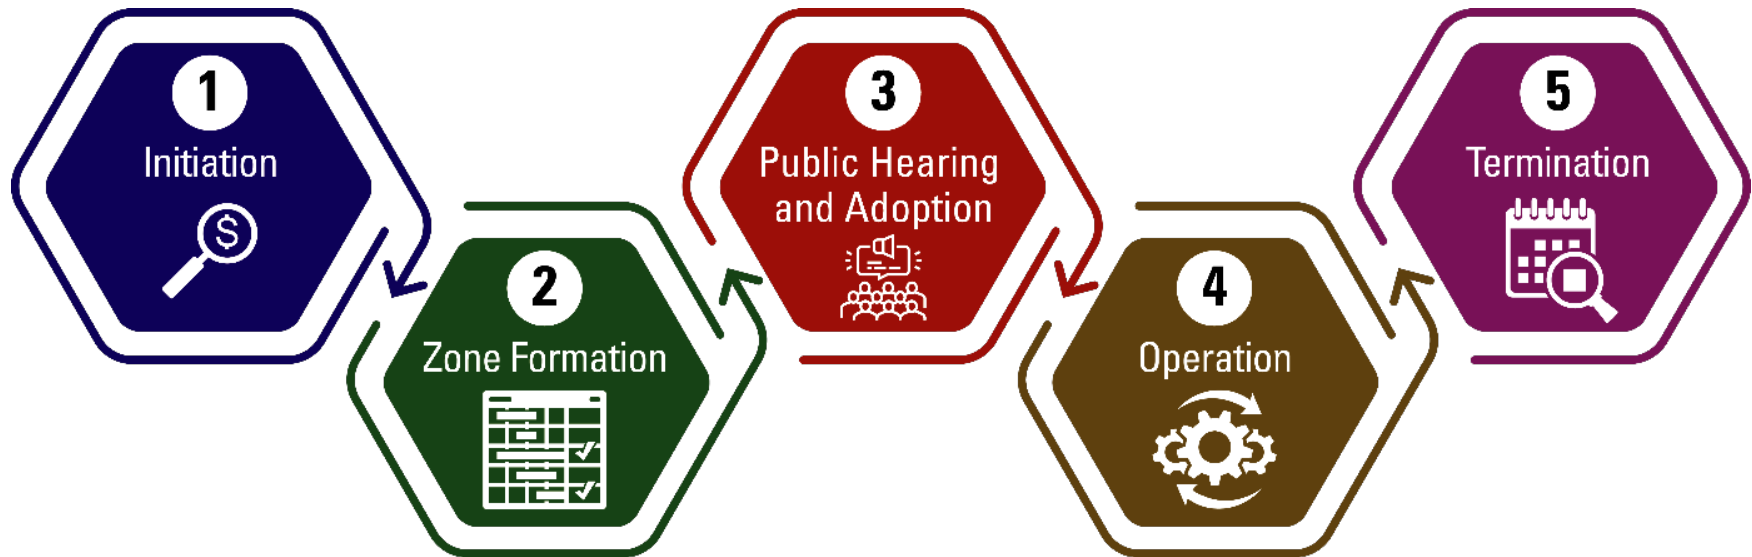 1
Initiation
$
2
Zone Formation
3
Public Hearing
and Adoption
4
Operation
5
Termination